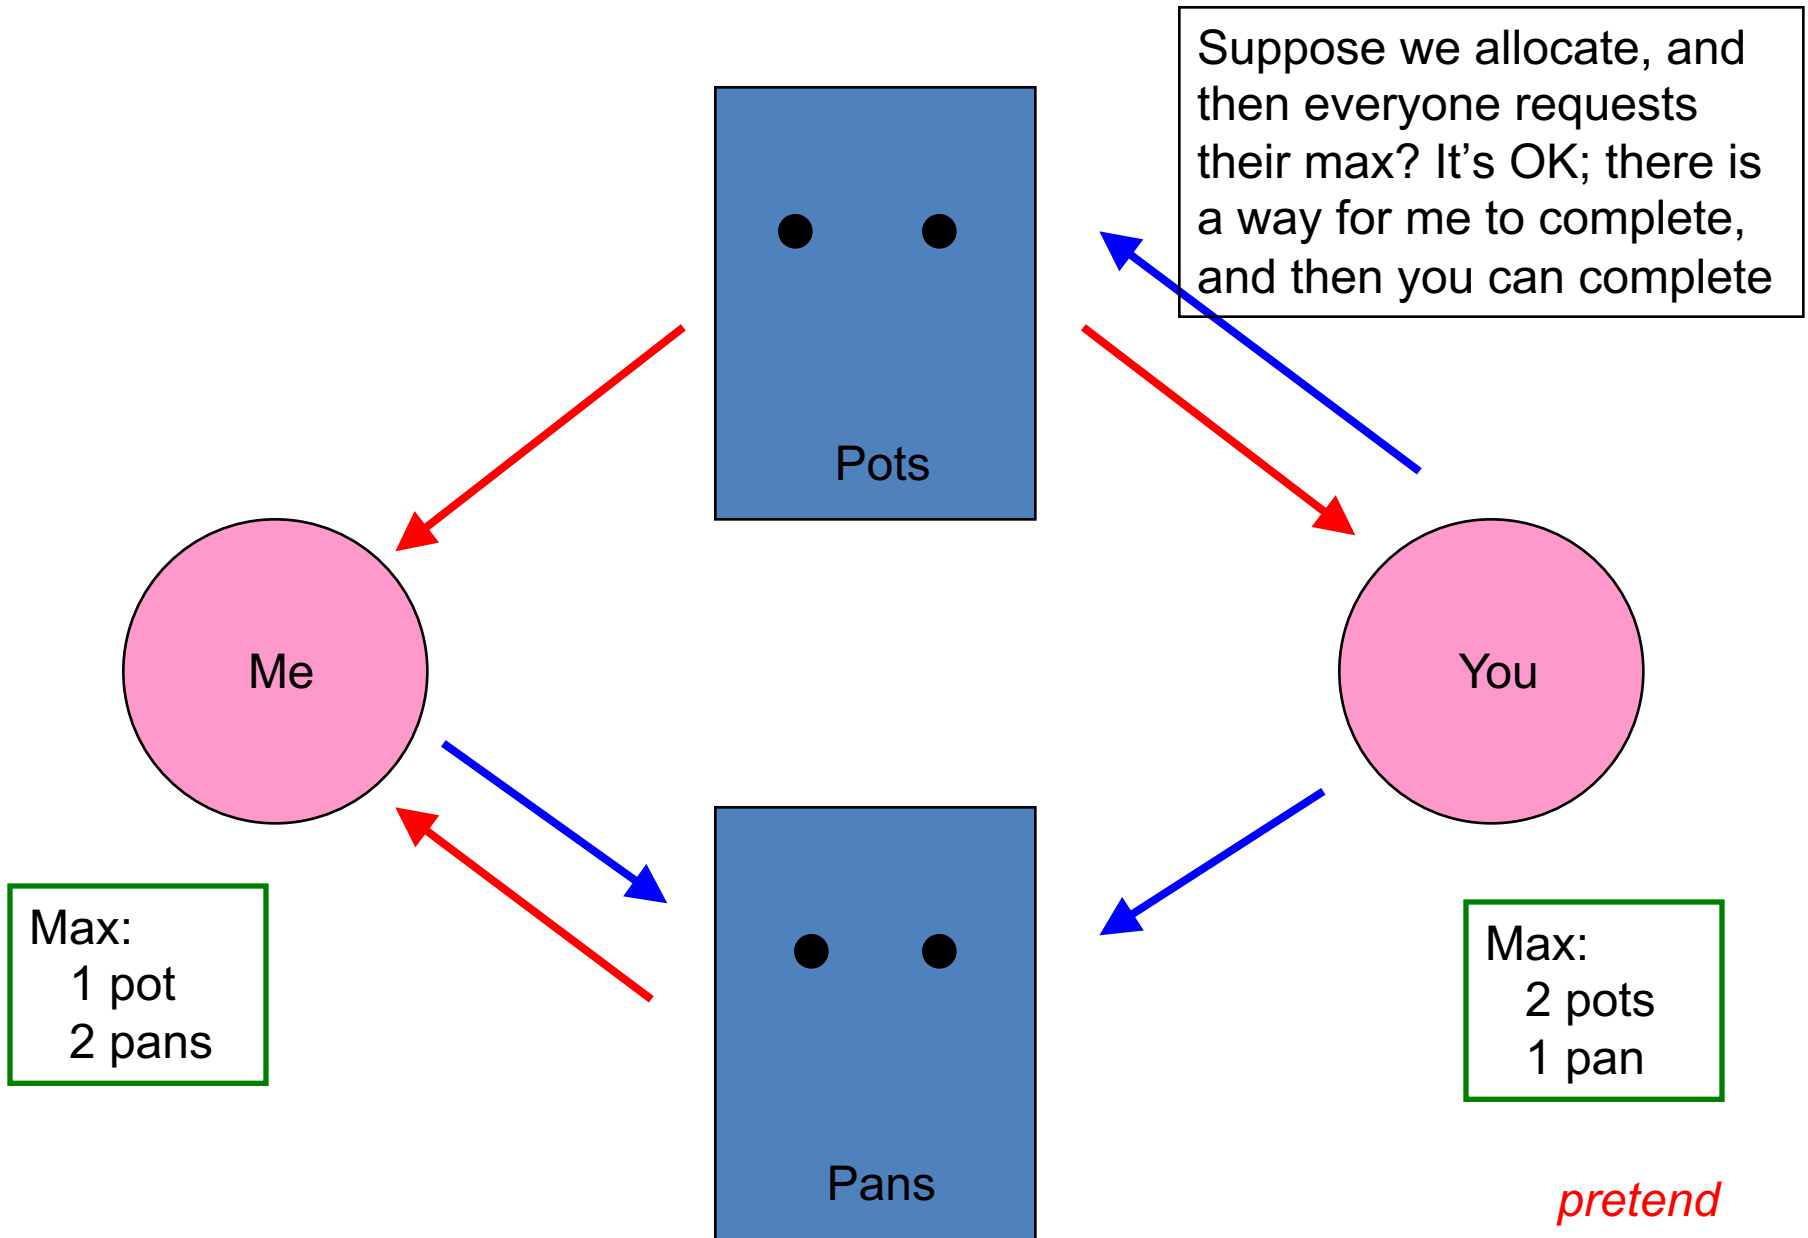 Suppose we allocate, and
then everyone requests
their max? It’s OK; there is
a way for me to complete,
and then you can complete
Pots
Me
You
Max:
1 pot
2 pans
Max:
2 pots
1 pan
Pans
pretend